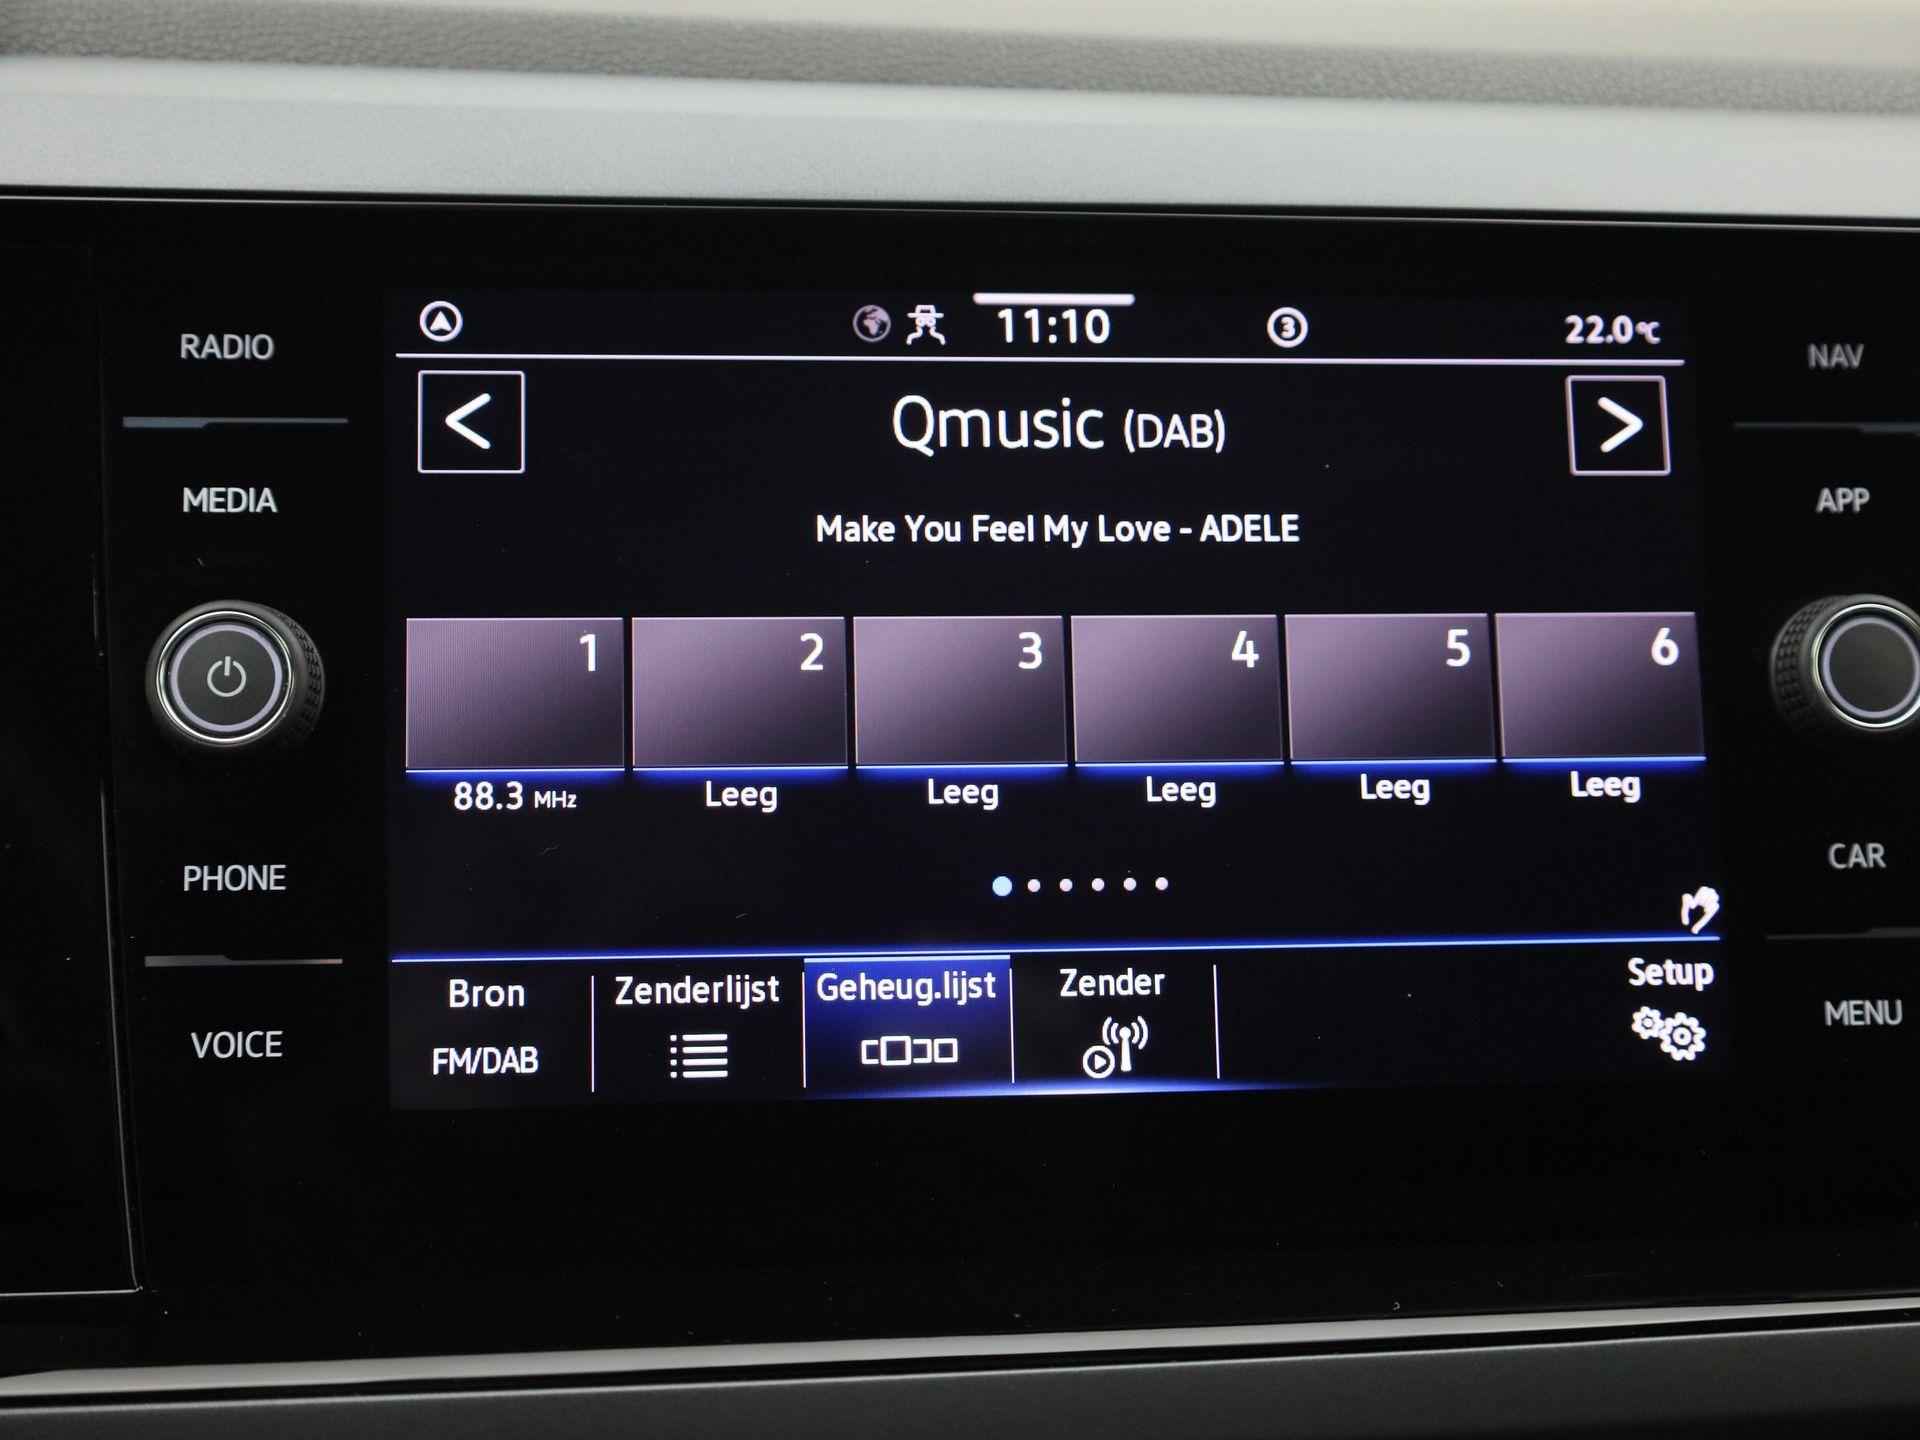 RADIO
MEDIA
PHONE
VOICE
11:10
3
22.0°C
<
Qmusic (DAB)
>
Make You Feel My Love - ADELE
1
2
3
4
5
6
88.3 MHz
Leeg
Leeg
Leeg
Leeg
Leeg
Bron
FM/DAB
Zenderlijst
Geheug.lijst
Zender
Setup
NAV
APP
CAR
MENU